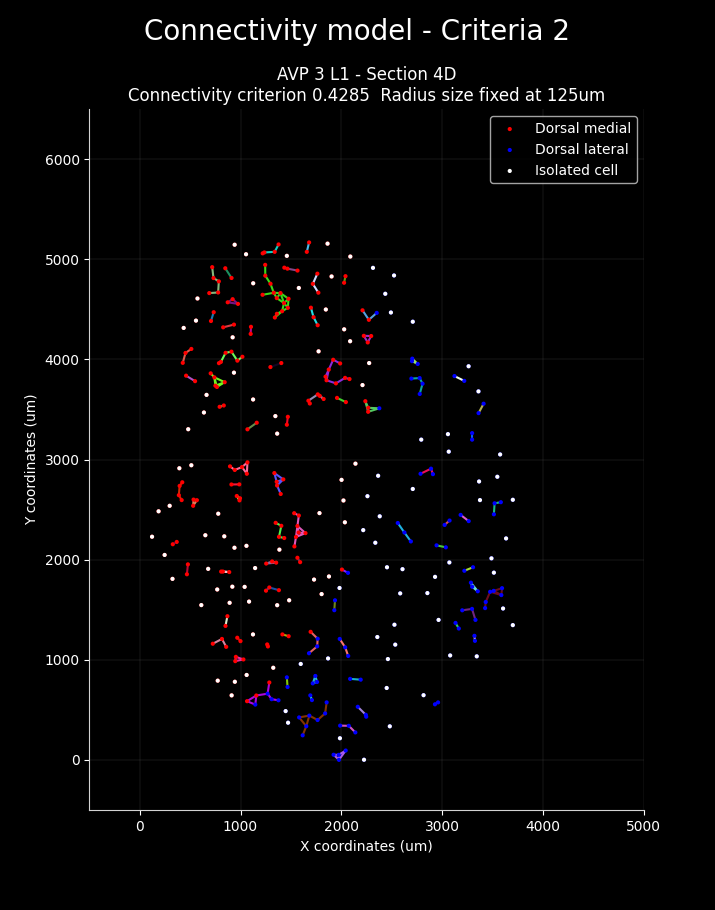 Connectivity model - Criteria 2
AVP 3 L1 - Section 4D
Connectivity criterion 0.4285  Radius size fixed at 125um
Dorsal medial
Dorsal lateral
Isolated cell
6000
5000
4000
3000
2000
1000
0
Y coordinates (um)
0 1000 2000 3000 4000 5000
X coordinates (um)